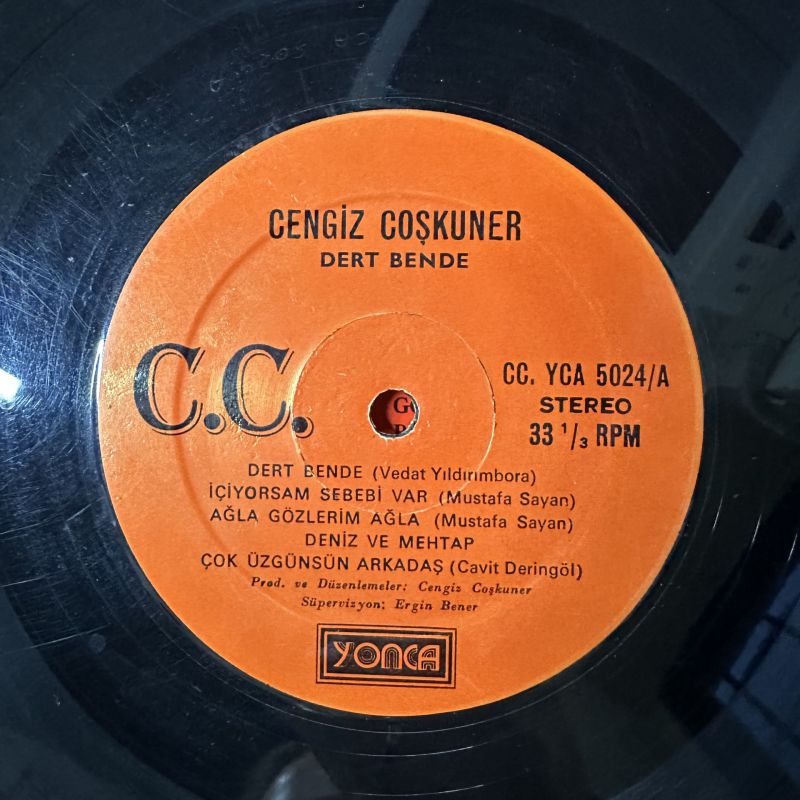 CENGİZ COŞKUNER
DERT BENDE
C.C.
CC. YCA 5024/A
STEREO
33 1/3 RPM
DERT BENDE (Vedat Yıldırımbora)
İÇİYORSAM SEBEBİ VAR (Mustafa Sayan)
AĞLA GÖZLERİM AĞLA (Mustafa Sayan)
DENİZ VE MEHTAP
ÇOK ÜZGÜNSÜN ARKADAŞ (Cavit Deringöl)
Prod. ve Düzenlemeler: Cengiz Coşkuner
Süpervizyon: Ergin Bener
YONCA